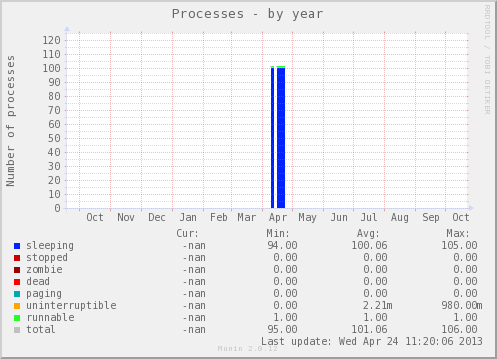 Processes - by year
RRDTOOL / TOBI OETIKER
Number of processes
120
110
100
90
80
70
60
50
40
30
20
10
0
Oct Nov Dec Jan Feb Mar Apr May Jun Jul Aug Sep Oct
Cur: Min: Avg: Max:
sleeping -nan 94.00 100.06 105.00
stopped -nan 0.00 0.00 0.00
zombie -nan 0.00 0.00 0.00
dead -nan 0.00 0.00 0.00
paging -nan 0.00 0.00 0.00
uninterruptible -nan 0.00 2.21m 980.00m
runnable -nan 1.00 1.00 1.00
total -nan 95.00 101.06 106.00
Last update: Wed Apr 24 11:20:06 2013
Munin 2.0.12